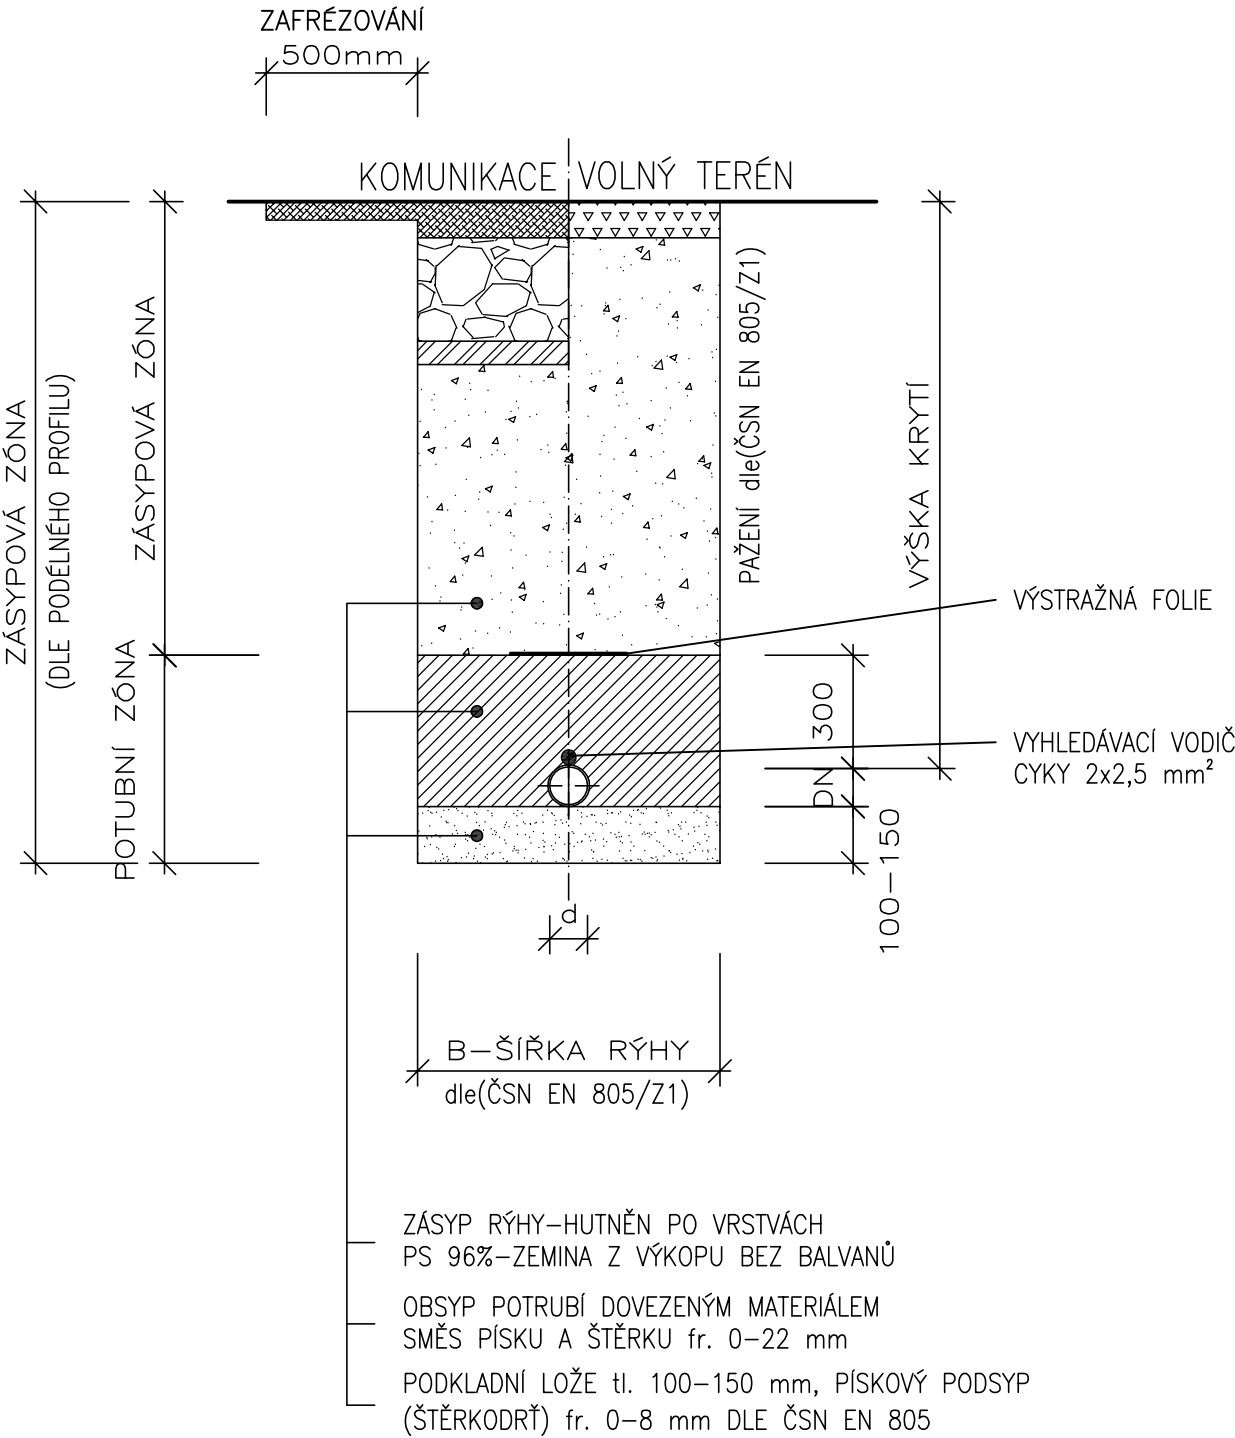 ZAFRÉZOVÁNÍ
500mm
KOMUNIKACE
VOLNÝ TERÉN
ZÁSYPOVÁ ZÓNA
(DLE PODÉLNÉHO PROFILU)
ZÁSYPOVÁ ZÓNA
POTUBNÍ ZÓNA
PAŽENÍ dle(ČSN EN 805/Z1)
VÝŠKA KRYTÍ
VÝSTRAŽNÁ FOLIE
300
DN
100-150
VYHLEDÁVACÍ VODIČ
CYKY 2x2,5 mm²
d
B-ŠÍŘKA RÝHY
dle(ČSN EN 805/Z1)
ZÁSYP RÝHY-HUTNĚN PO VRSTVÁCH
PS 96%-ZEMINA Z VÝKOPU BEZ BALVANŮ
OBSYP POTRUBÍ DOVEZENÝM MATERIÁLEM
SMĚS PÍSKU A ŠTĚRKU fr. 0-22 mm
PODKLADNÍ LOŽE tl. 100-150 mm, PÍSKOVÝ PODSYP
(ŠTĚRKODRŤ) fr. 0-8 mm DLE ČSN EN 805